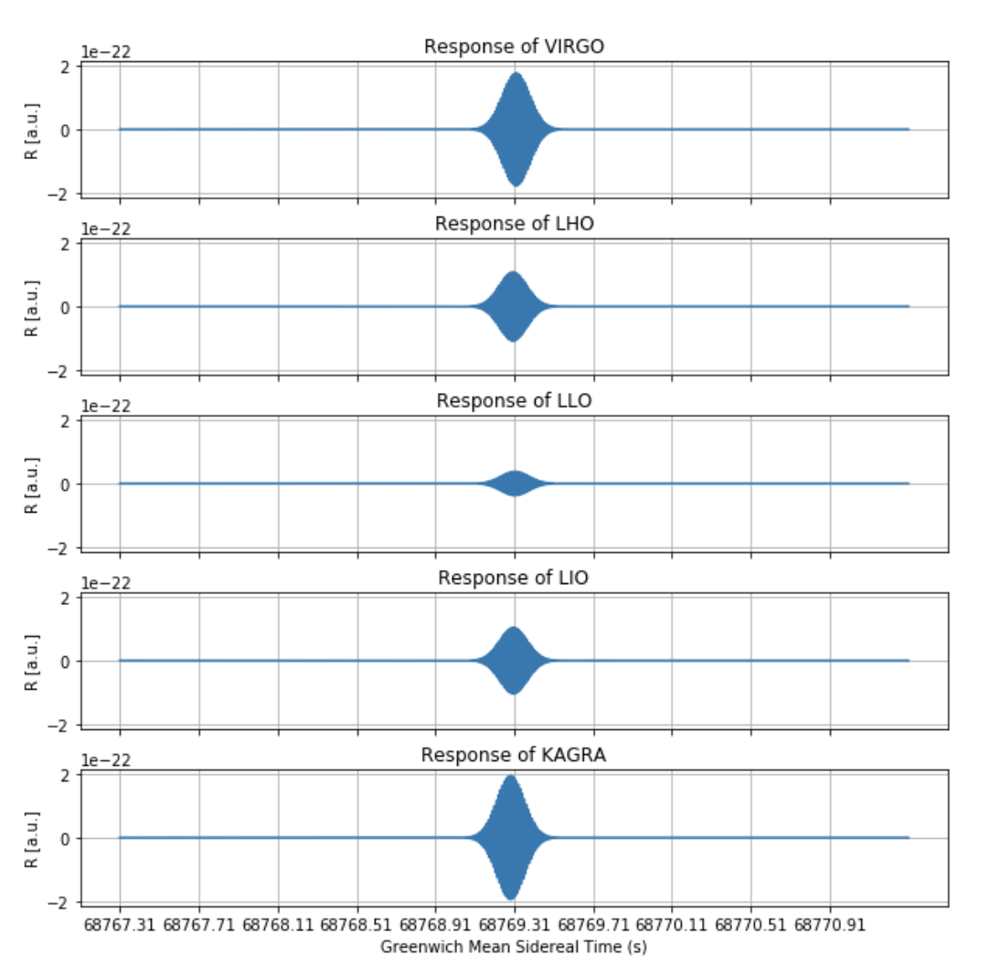 Response of VIRGO
1e−22
2
0
−2
R [a.u.]
Response of LHO
1e−22
2
0
−2
R [a.u.]
Response of LLO
1e−22
2
0
−2
R [a.u.]
Response of LIO
1e−22
2
0
−2
R [a.u.]
Response of KAGRA
1e−22
2
0
−2
R [a.u.]
68767.31 68767.71 68768.11 68768.51 68768.91 68769.31 68769.71 68770.11 68770.51 68770.91
Greenwich Mean Sidereal Time (s)